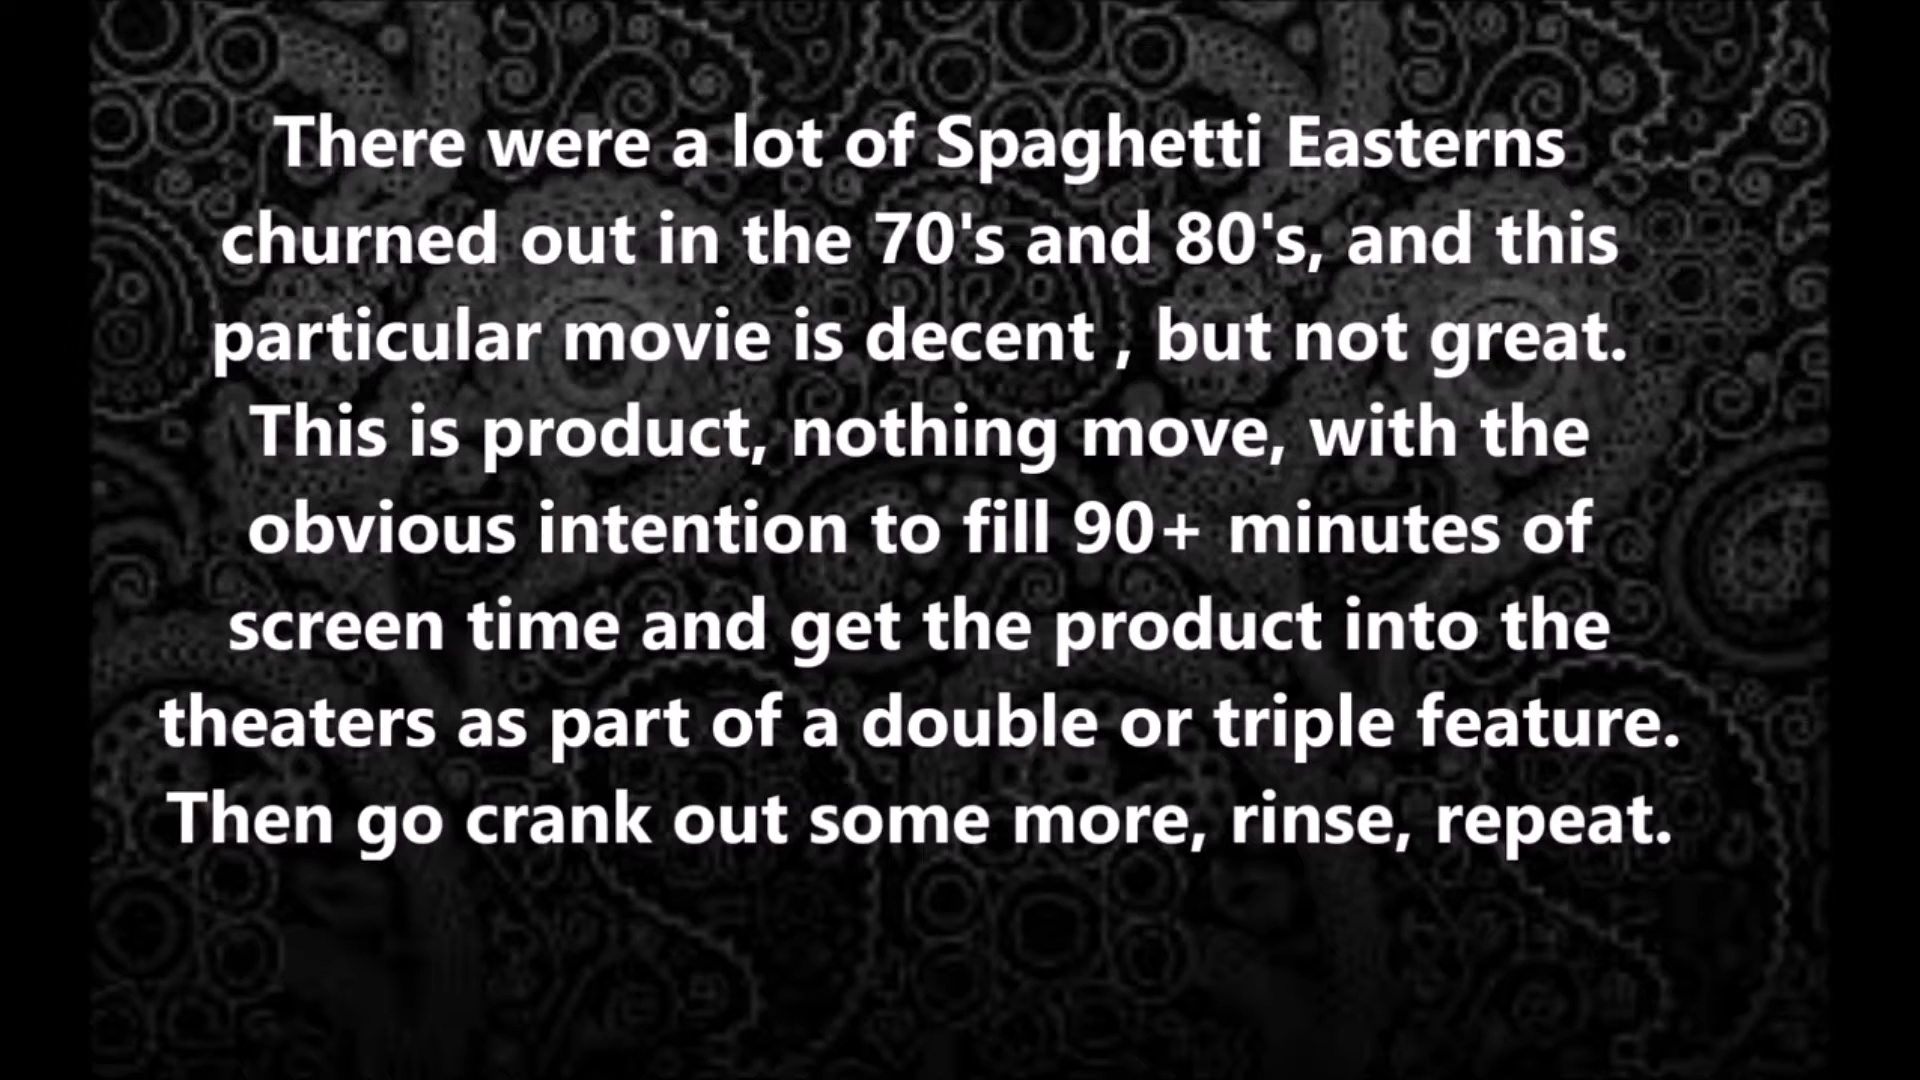 There were a lot of Spaghetti Easterns
churned out in the 70's and 80's, and this
particular movie is decent , but not great.
This is product, nothing move, with the
obvious intention to fill 90+ minutes of
screen time and get the product into the
theaters as part of a double or triple feature.
Then go crank out some more, rinse, repeat.